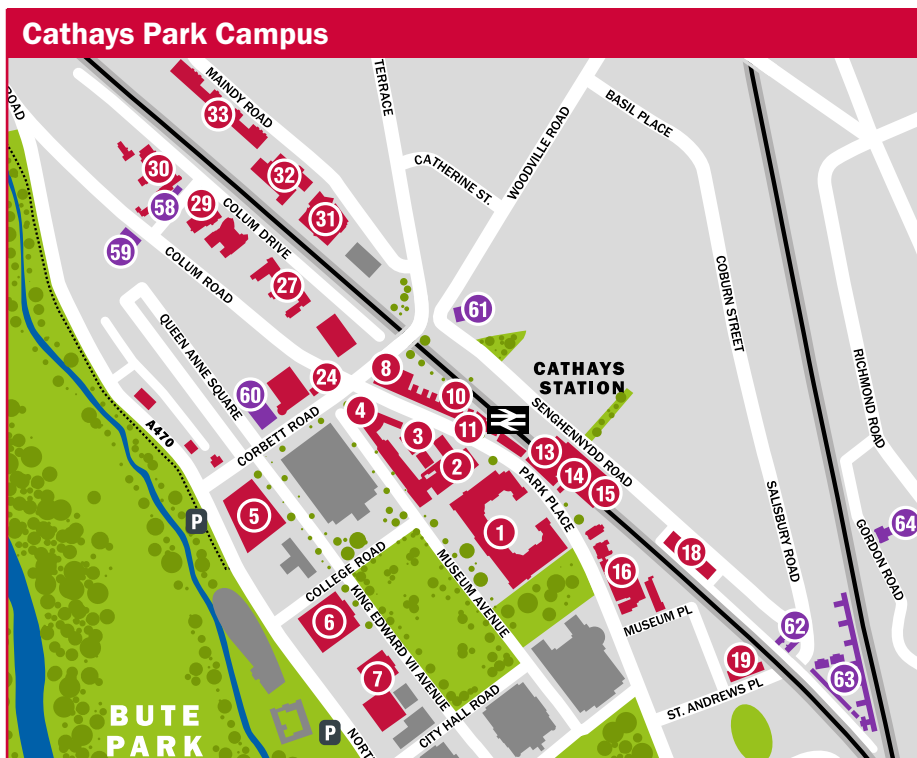 Cathays Park Campus
ROAD
MAINDY ROAD
TERRACE
BASIL PLACE
WOODVILLE ROAD
CATHERINE ST.
33
32
31
30
58
29
59
COLUM DRIVE
COLUM ROAD
27
QUEEN ANNE SQUARE
COBURN STREET
61
CATHAYS
STATION
RICHMOND ROAD
8
24
60
10
4
11
3
2
CORBETT ROAD
A470
SENGHENNYDD ROAD
13
14
15
PARK PLACE
SALISBURY ROAD
5
P
1
64
GORDON ROAD
COLLEGE ROAD
MUSEUM AVENUE
18
16
KING EDWARD VII AVENUE
6
MUSEUM PL
62
7
19
63
CITY HALL ROAD
ST. ANDREWS PL
BUTE
PARK
P
NORT